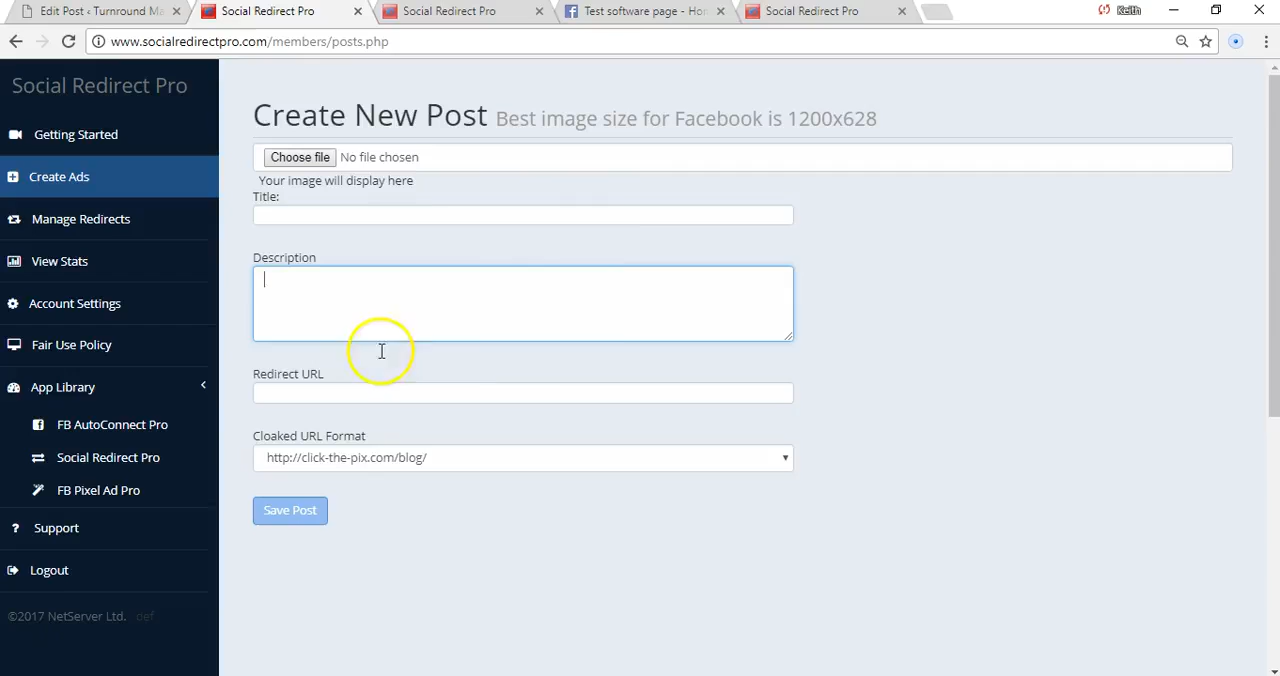 Edit Post ‹ Turnround Ma
Social Redirect Pro
Social Redirect Pro
Test software page - Hom
Social Redirect Pro
Keith
www.socialredirectpro.com/members/posts.php
Social Redirect Pro
Getting Started
Create Ads
Manage Redirects
View Stats
Account Settings
Fair Use Policy
App Library
FB AutoConnect Pro
Social Redirect Pro
FB Pixel Ad Pro
Support
Logout
©2017 NetServer Ltd. def
Create New Post Best image size for Facebook is 1200x628
Choose file No file chosen
Your image will display here
Title:
Description
Redirect URL
Cloaked URL Format
http://click-the-pix.com/blog/
Save Post